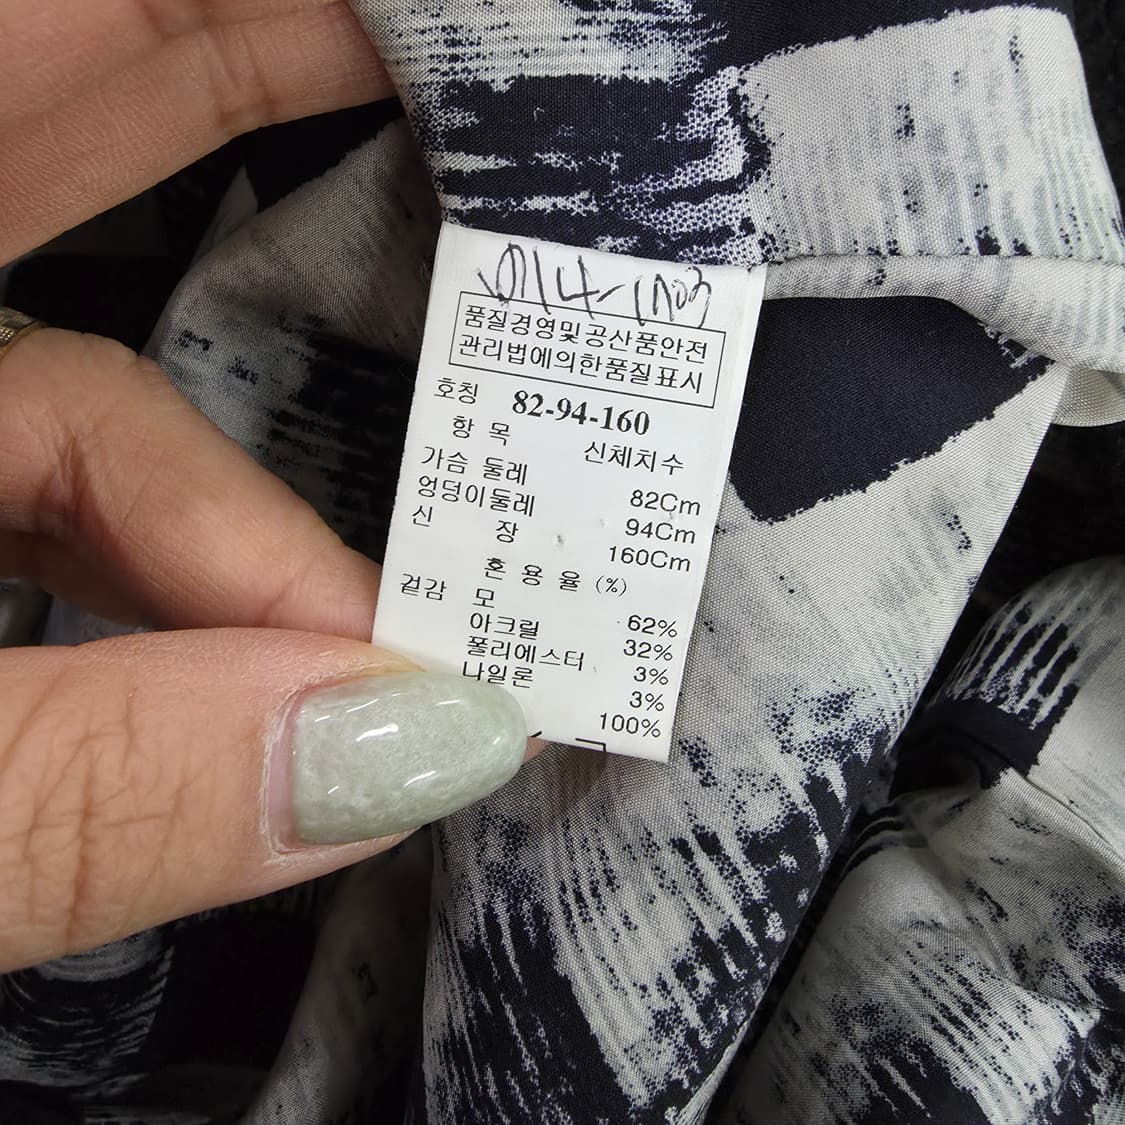 품질경영및공산품안전
관리법에의한품질표시
호칭 82-94-160
항 목 신체치수
가슴 둘레 82Cm
엉덩이둘레 94Cm
신 장 160Cm
혼 용 율 (%)
겉감 모 62%
아크릴 32%
폴리에스터 3%
나일론 3%
100%